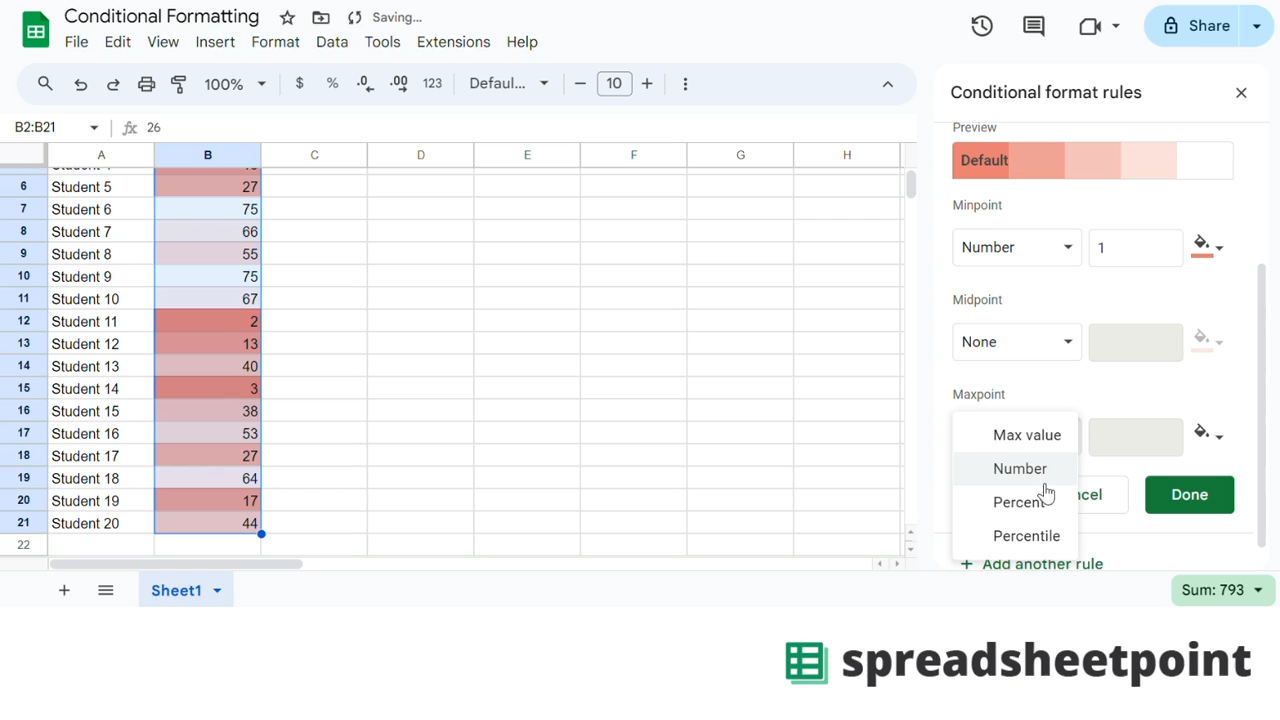 Conditional Formatting Saving...
File Edit View Insert Format Data Tools Extensions Help
Share
100% $ % .0 .00 123 Defaul... 10
B2:B21 fx 26
A B C D E F G H
6 Student 5 27
7 Student 6 75
8 Student 7 66
9 Student 8 55
10 Student 9 75
11 Student 10 67
12 Student 11 2
13 Student 12 13
14 Student 13 40
15 Student 14 3
16 Student 15 38
17 Student 16 53
18 Student 17 27
19 Student 18 64
20 Student 19 17
21 Student 20 44
22
Conditional format rules
Preview
Default
Minpoint
Number 1
Midpoint
None
Maxpoint
Max value
Number
Percent
Percentile
Done
+ Add another rule
Sheet1
Sum: 793
spreadsheetpoint